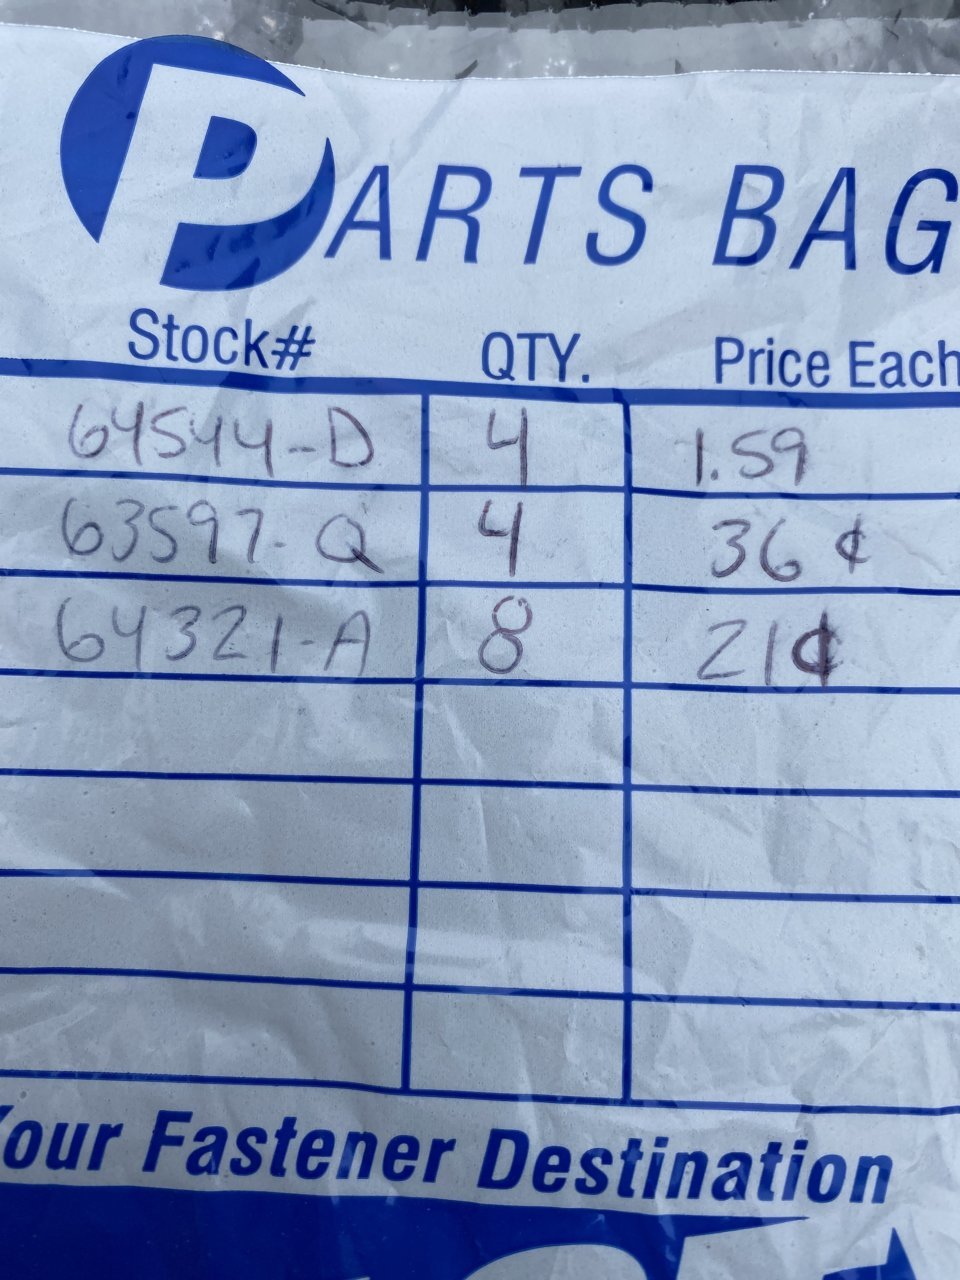 PARTS BAG
Stock# QTY. Price Each
64544-D 4 1.59
63597-Q 4 36¢
64321-A 8 21¢
Your Fastener Destination